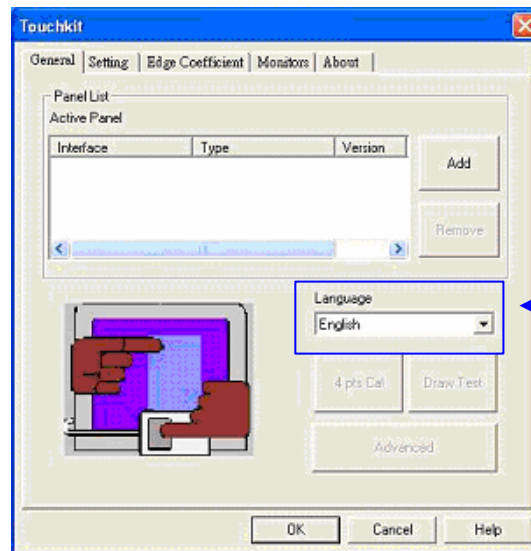 Touchkit
General Setting Edge Coefficient Monitors About
Panel List
Active Panel
Interface Type Version
Add
Remove
Language
English
4 pts Cal Draw Test
Advanced
OK Cancel Help